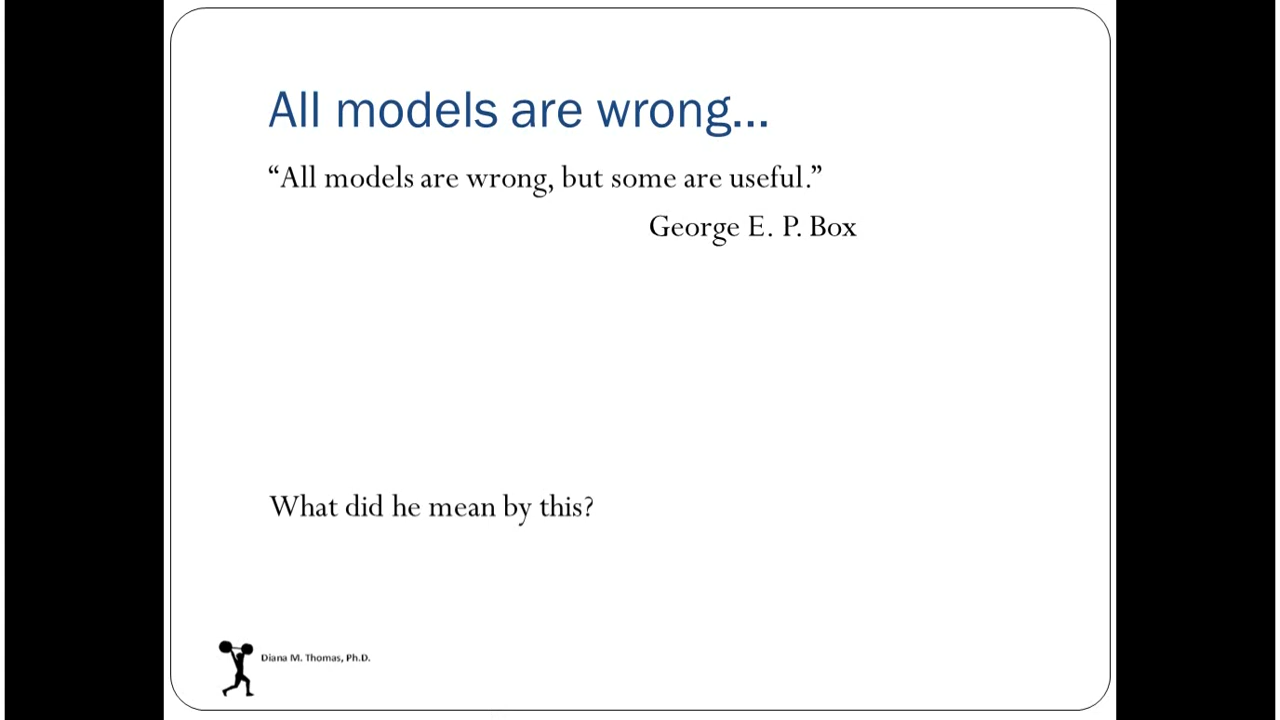 All models are wrong...
“All models are wrong, but some are useful.”
George E. P. Box
What did he mean by this?
Diana M. Thomas, Ph.D.